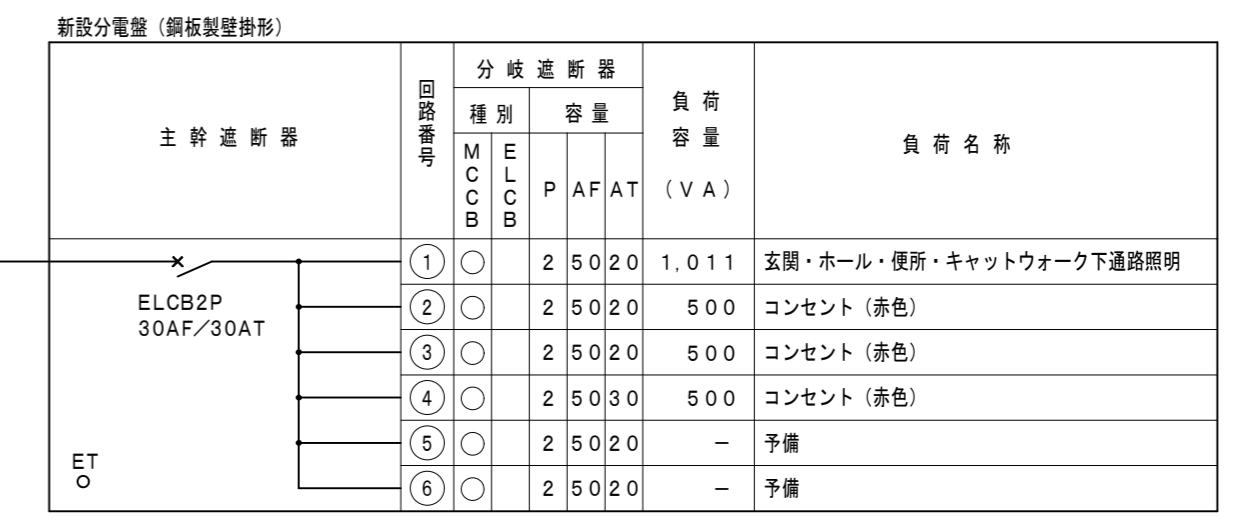 新設分電盤（鋼板製壁掛形）
主幹遮断器
回路番号
分岐遮断器
種別
容量
MCCB
ELCB
P
AF
AT
負荷
容量
（ＶＡ）
負荷名称
1 ○ 2 50 20 1,011 玄関・ホール・便所・キャットウォーク下通路照明
2 ○ 2 50 20 500 コンセント（赤色）
3 ○ 2 50 20 500 コンセント（赤色）
4 ○ 2 50 30 500 コンセント（赤色）
5 ○ 2 50 20 － 予備
6 ○ 2 50 20 － 予備
ELCB2P
30AF／30AT
ET